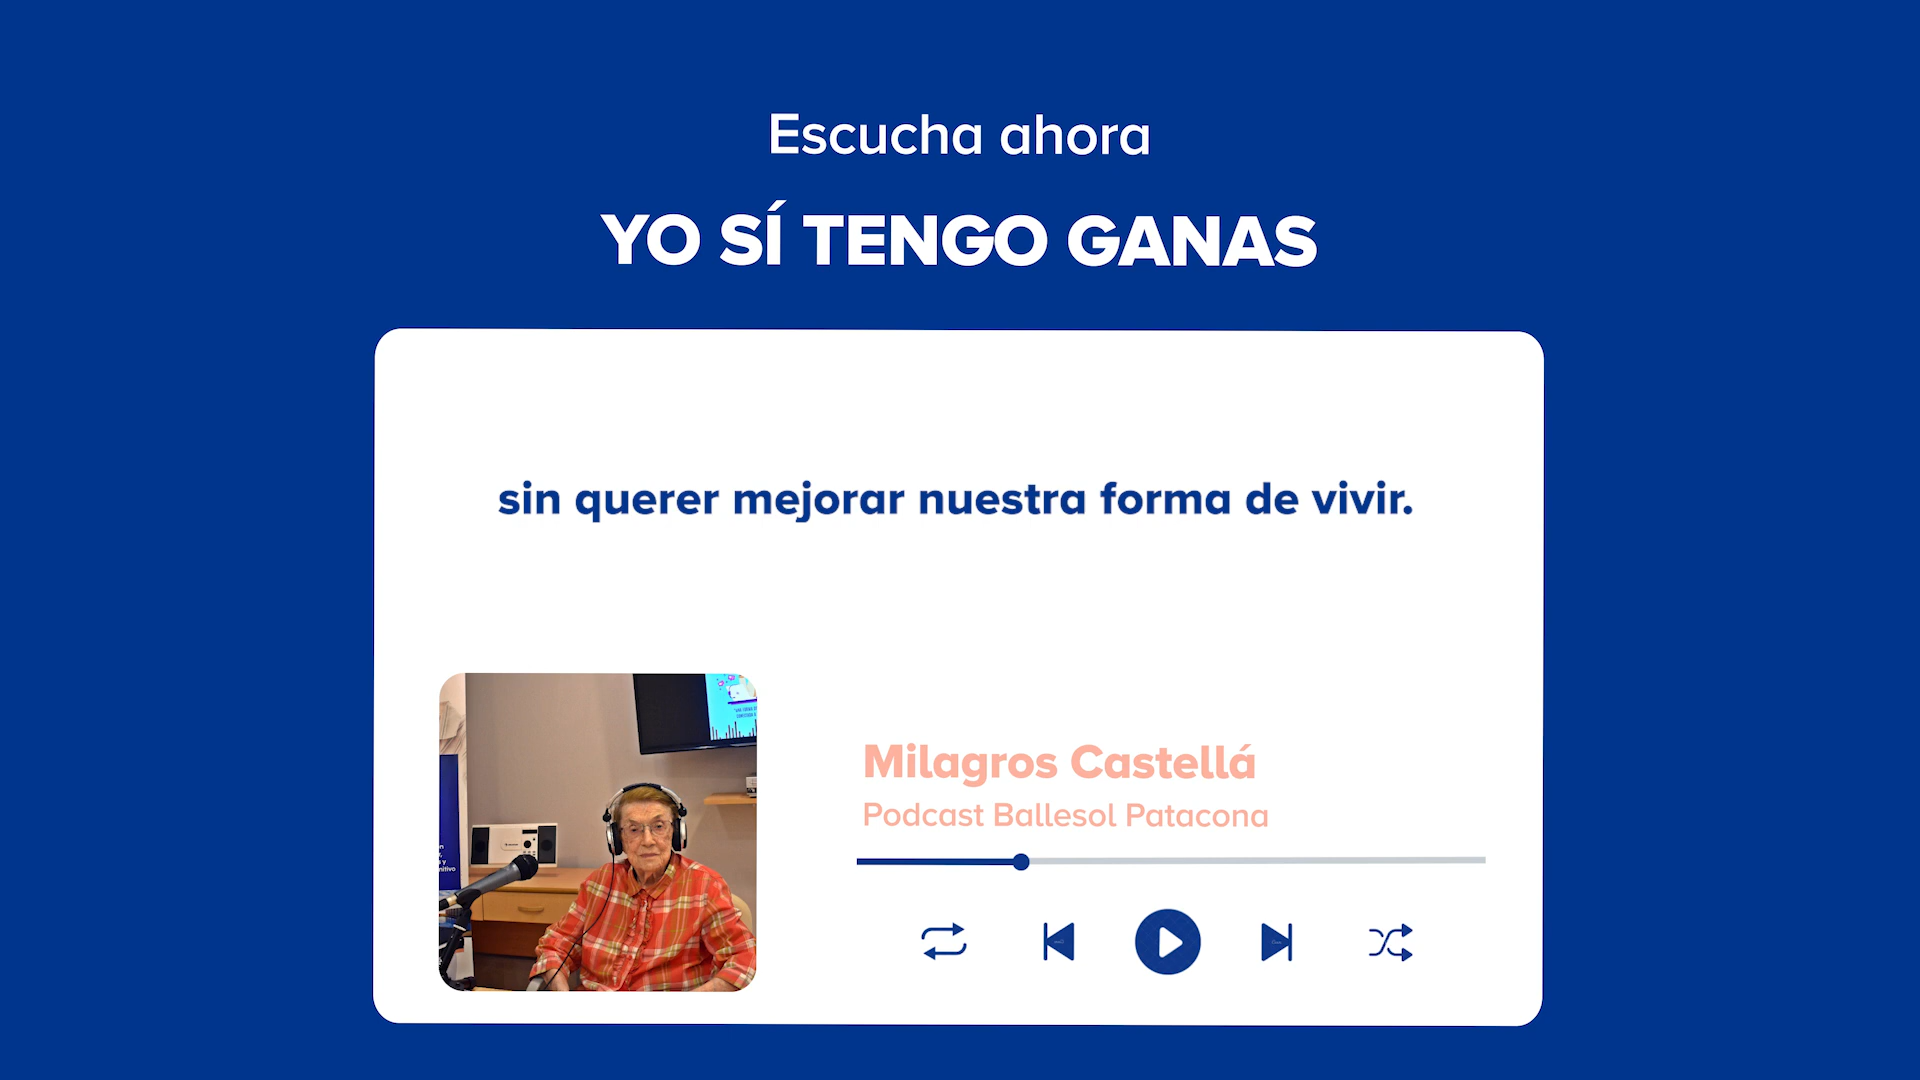 Escucha ahora
YO SÍ TENGO GANAS
sin querer mejorar nuestra forma de vivir.
Milagros Castellá
Podcast Ballesol Patacona